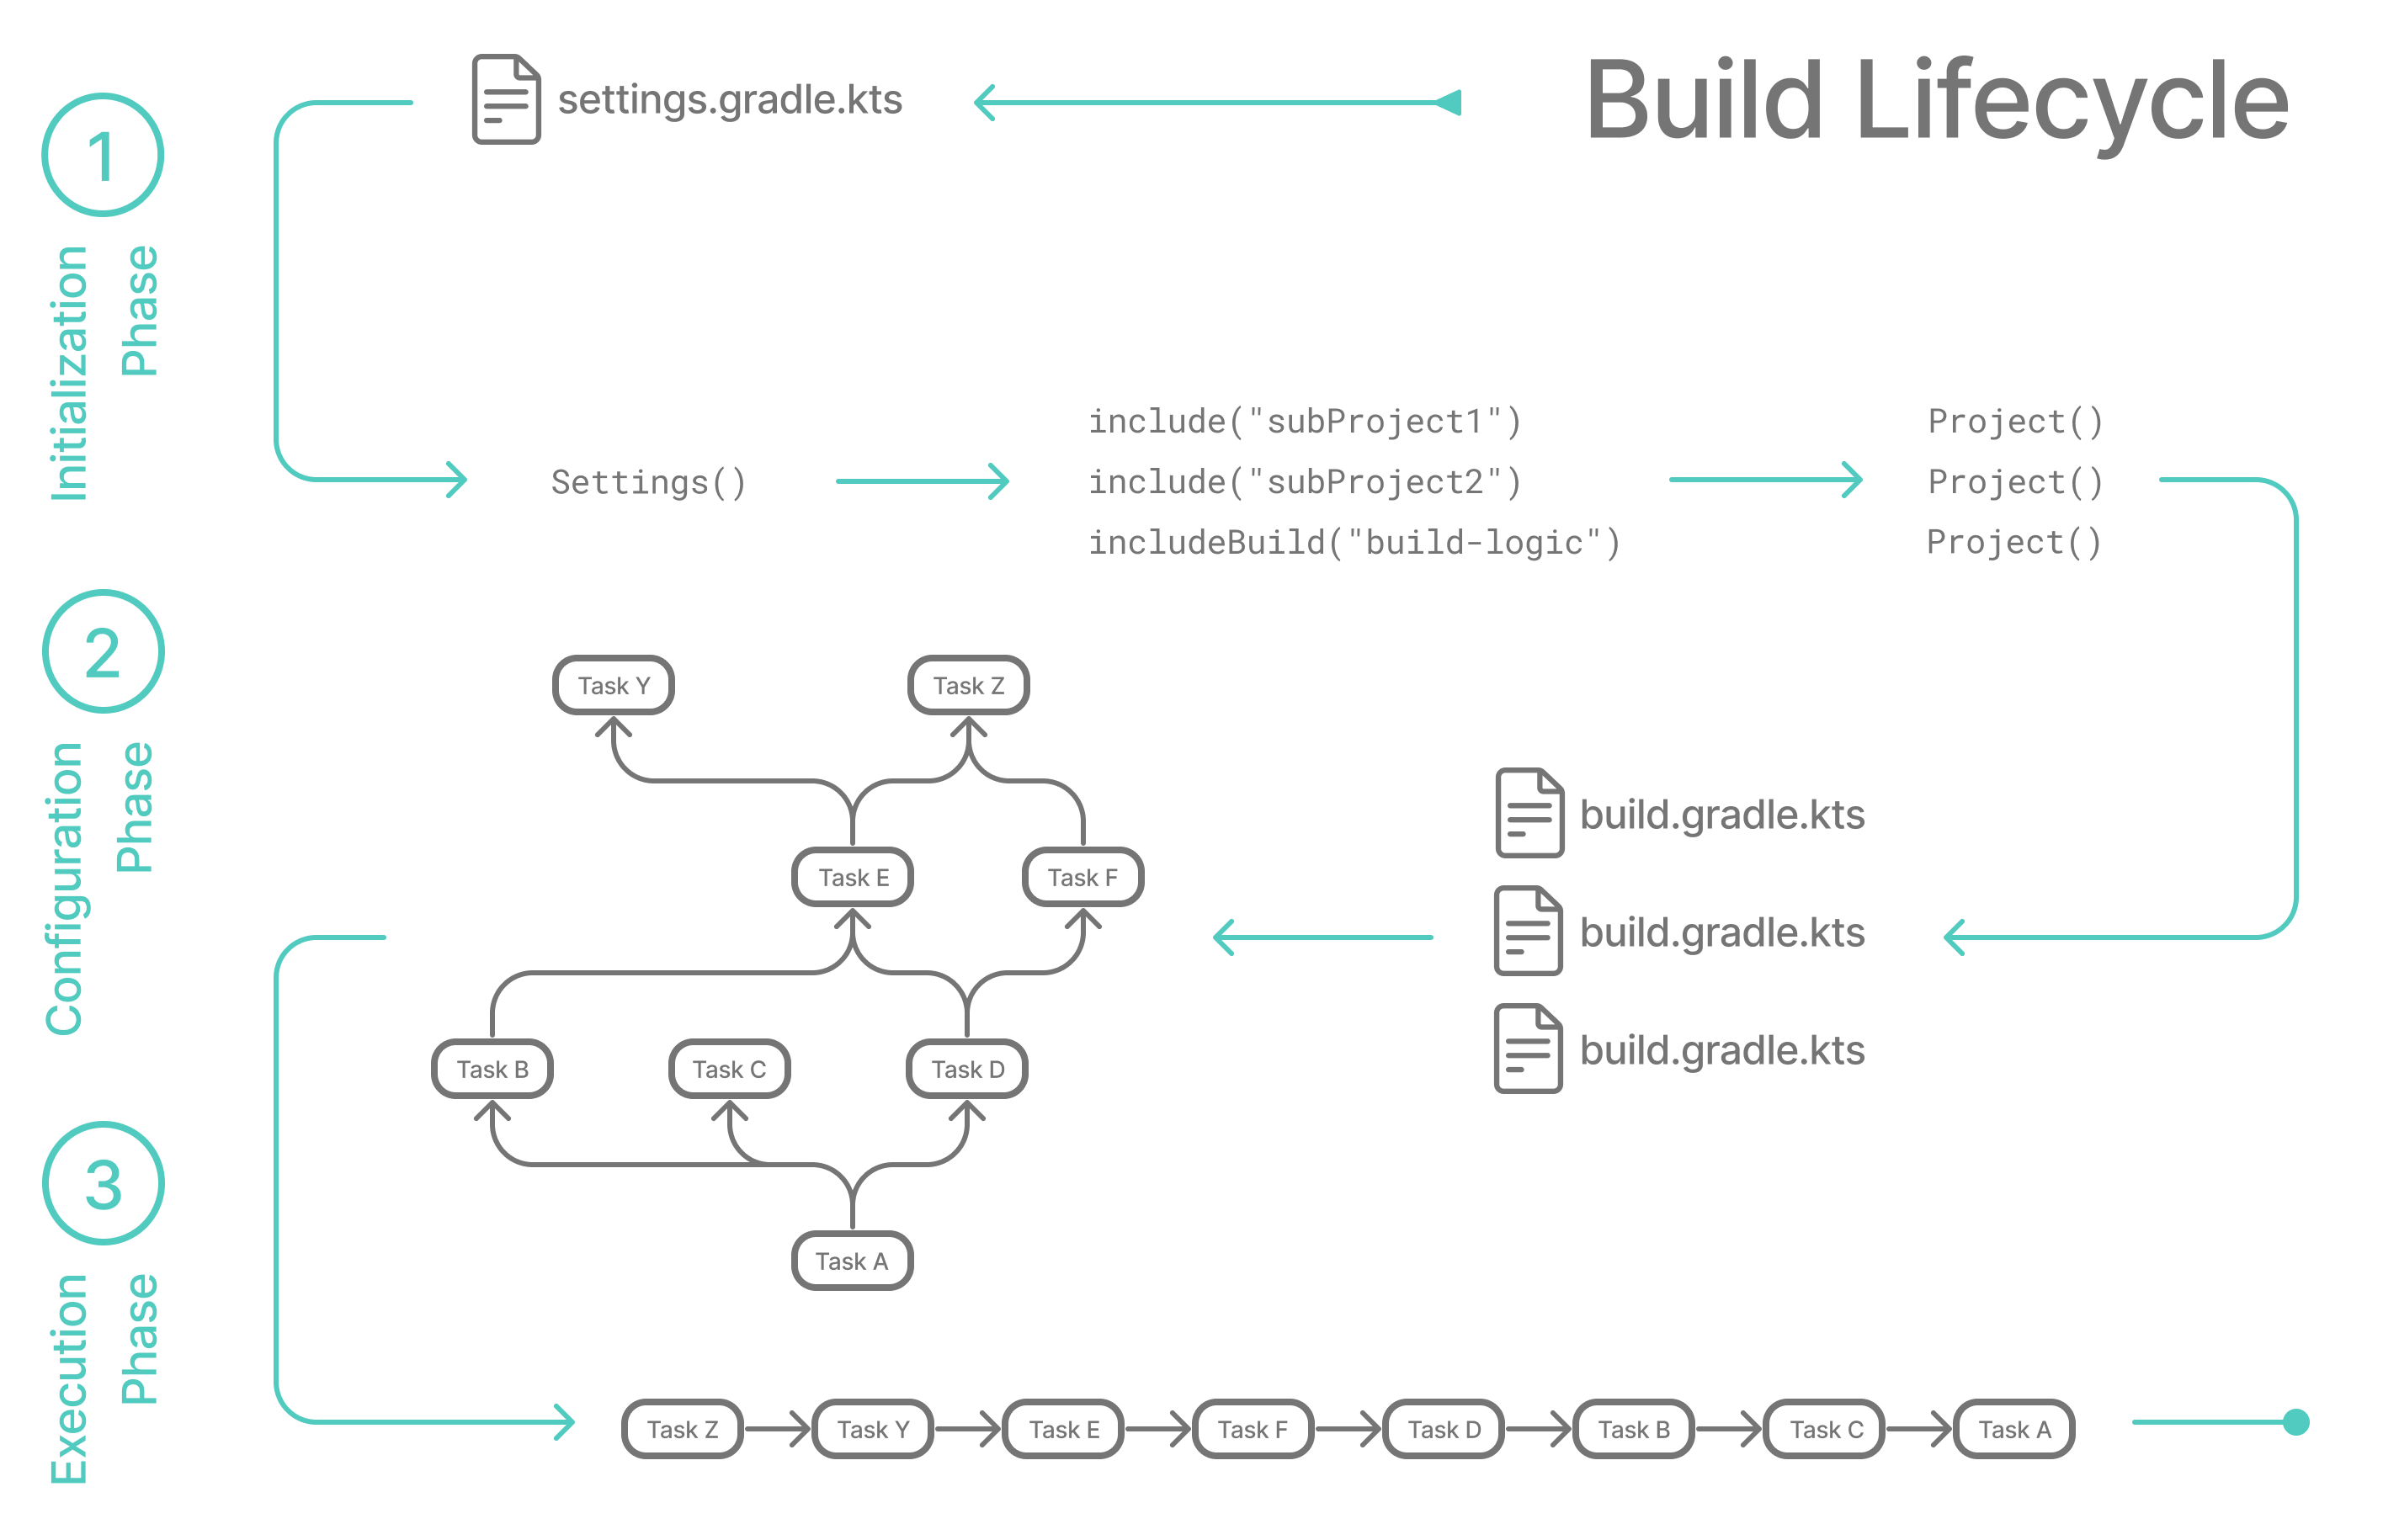 Build Lifecycle
settings.gradle.kts
1
Initialization
Phase
Settings()
include("subProject1")
include("subProject2")
includeBuild("build-logic")
Project()
Project()
Project()
2
Configuration
Phase
build.gradle.kts
build.gradle.kts
build.gradle.kts
Task Y
Task Z
Task E
Task F
Task B
Task C
Task D
Task A
3
Execution
Phase
Task Z
Task Y
Task E
Task F
Task D
Task B
Task C
Task A